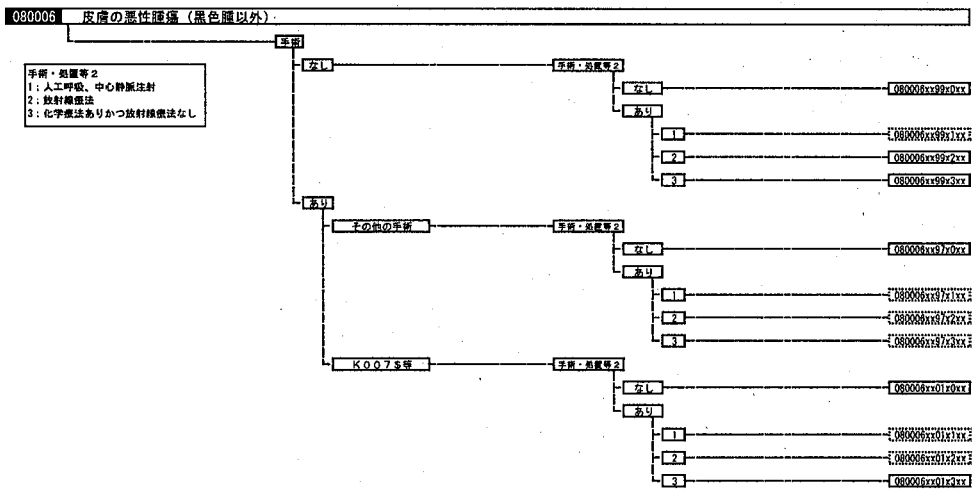 080006 皮膚の悪性腫瘍(黒色腫以外)
手術
手術・処置等2
1:人工呼吸、中心静脈注射
2:放射線療法
3:化学療法ありかつ放射線療法なし
なし 手術・処置等2
なし 080006xx99x0xx
あり
1 080006xx99x1xx
2 080006xx99x2xx
3 080006xx99x3xx
あり
その他の手術 手術・処置等2
なし 080006xx97x0xx
あり
1 080006xx97x1xx
2 080006xx97x2xx
3 080006xx97x3xx
K007$等 手術・処置等2
なし 080006xx01x0xx
あり
1 080006xx01x1xx
2 080006xx01x2xx
3 080006xx01x3xx